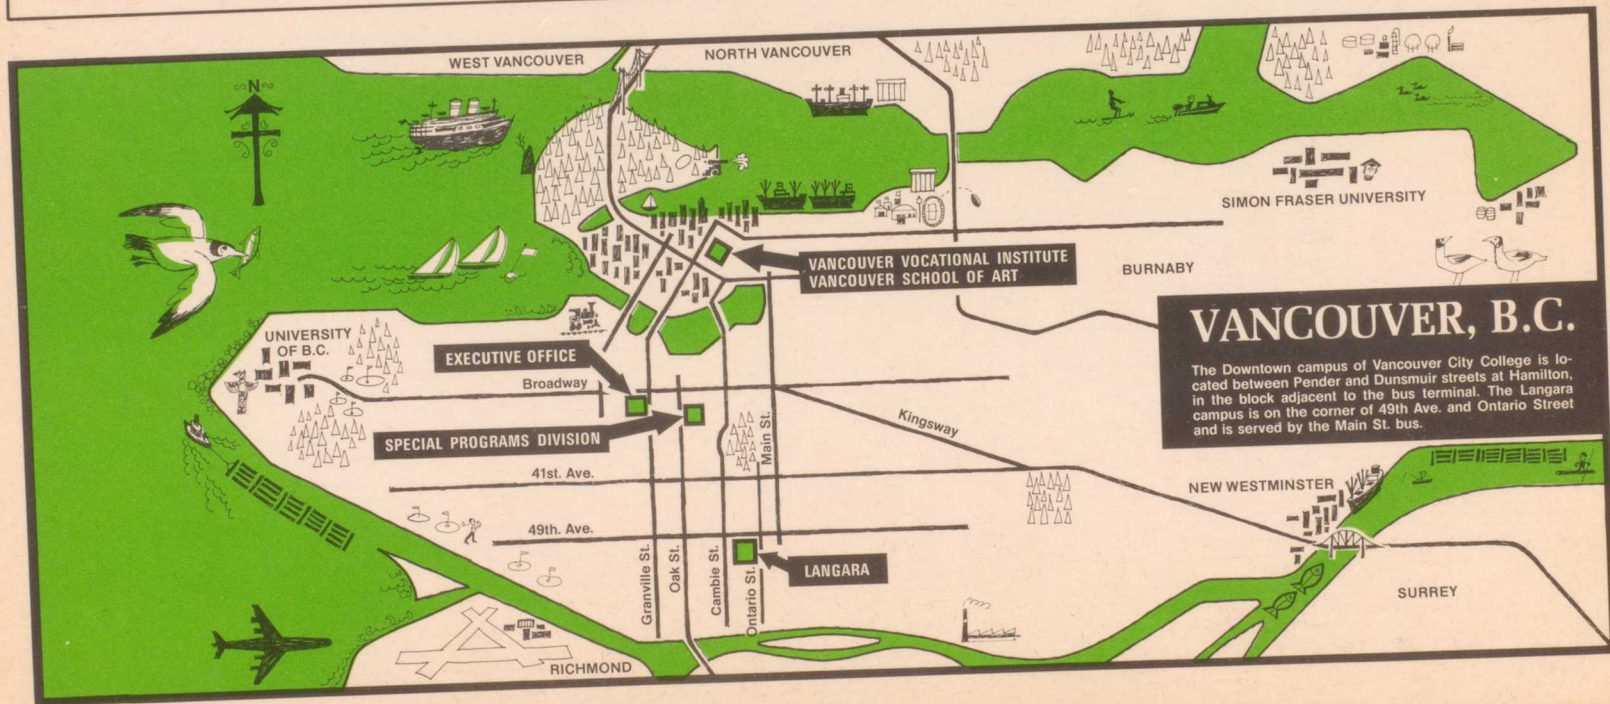 WEST VANCOUVER
NORTH VANCOUVER
N
Zz Zz
Zz
SIMON FRASER UNIVERSITY
VANCOUVER VOCATIONAL INSTITUTE
VANCOUVER SCHOOL OF ART
BURNABY
VANCOUVER, B.C.
The Downtown campus of Vancouver City College is lo-
cated between Pender and Dunsmuir streets at Hamilton,
in the block adjacent to the bus terminal. The Langara
campus is on the corner of 49th Ave. and Ontario Street
and is served by the Main St. bus.
UNIVERSITY
OF B.C.
EXECUTIVE OFFICE
Broadway
SPECIAL PROGRAMS DIVISION
Kingsway
Main St.
41st. Ave.
49th. Ave.
NEW WESTMINSTER
Granville St.
Oak St.
Cambie St.
Ontario St.
LANGARA
SURREY
RICHMOND